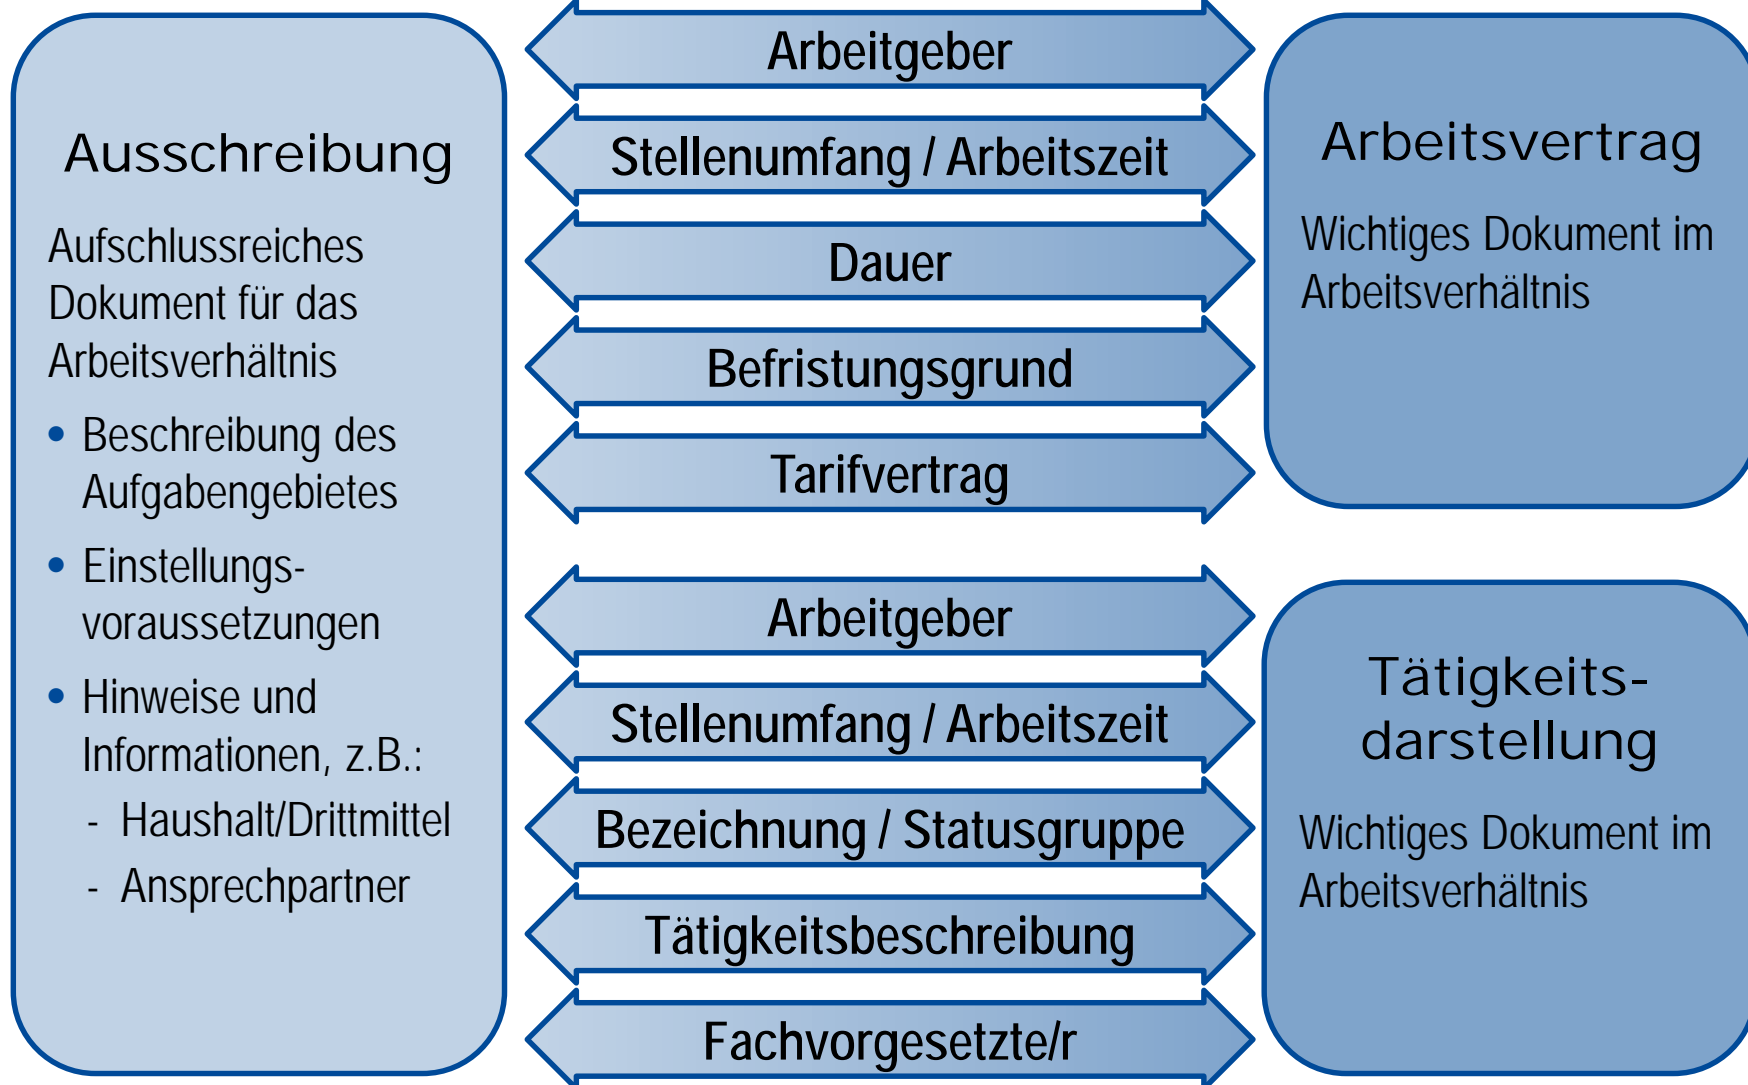 Ausschreibung
Aufschlussreiches
Dokument für das
Arbeitsverhältnis
• Beschreibung des
Aufgabengebietes
• Einstellungs-
voraussetzungen
• Hinweise und
Informationen, z.B.:
- Haushalt/Drittmittel
- Ansprechpartner
Arbeitgeber
Stellenumfang / Arbeitszeit
Dauer
Befristungsgrund
Tarifvertrag
Arbeitsvertrag
Wichtiges Dokument im
Arbeitsverhältnis
Arbeitgeber
Stellenumfang / Arbeitszeit
Bezeichnung / Statusgruppe
Tätigkeitsbeschreibung
Fachvorgesetzte/r
Tätigkeits-
darstellung
Wichtiges Dokument im
Arbeitsverhältnis